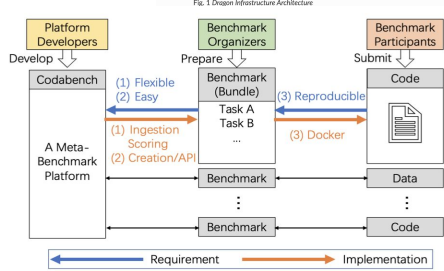 Fig. 1 Dragon Infrastructure Architecture
Platform
Developers
Benchmark
Organizers
Benchmark
Participants
Develop
Prepare
Submit
Codabench
A Meta-
Benchmark
Platform
(1) Flexible
(2) Easy
(1) Ingestion
Scoring
(2) Creation/API
Benchmark
(Bundle)
Task A
Task B
...
(3) Reproducible
(3) Docker
Code
Benchmark
Data
Benchmark
Code
Requirement
Implementation